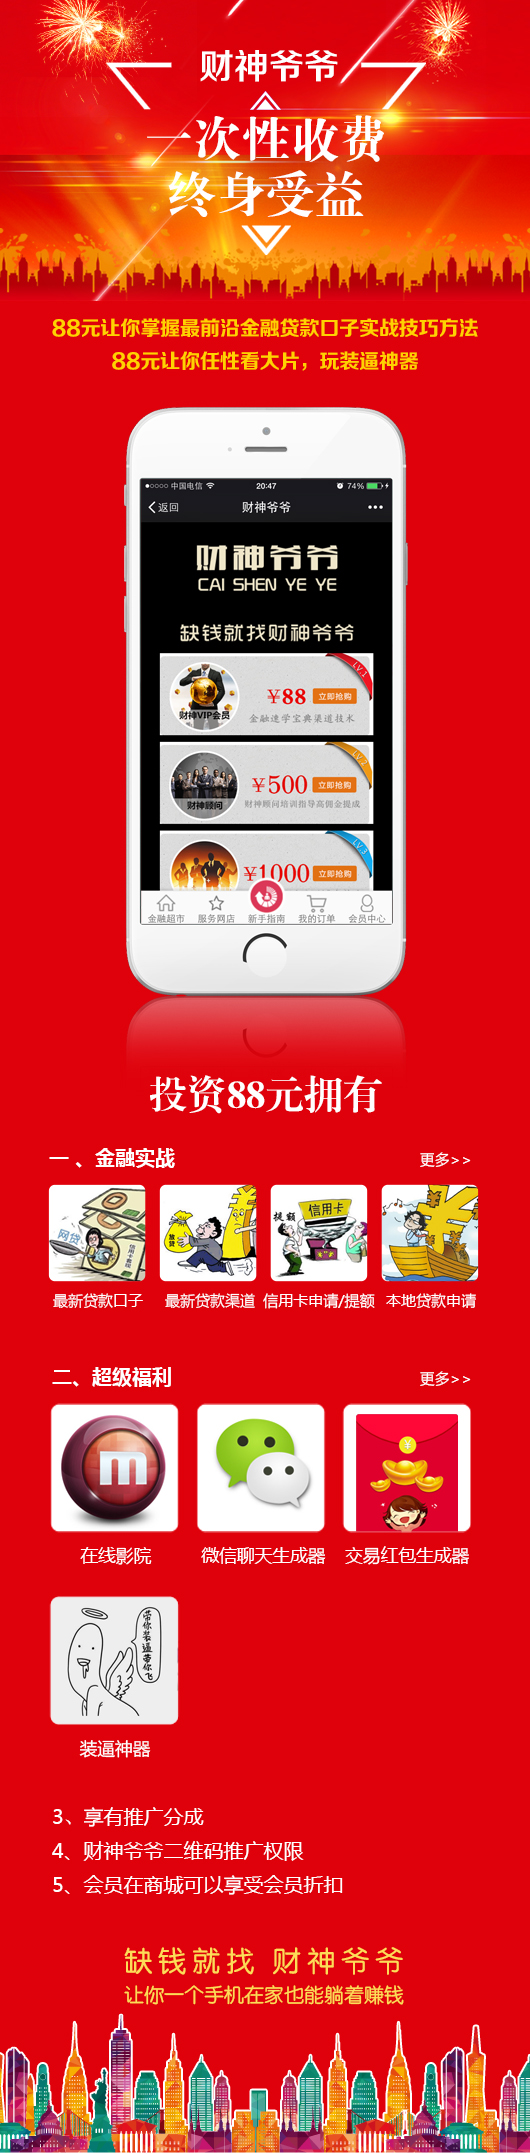 财神爷爷
一次性收费
终身受益
88元让你掌握最前沿金融贷款口子实战技巧方法
88元让你任性看大片，玩装逼神器
中国电信 20:47 74%
返回 财神爷爷
财神爷爷
CAI SHEN YE YE
缺钱就找财神爷爷
LV.1
¥88 立即抢购
财神VIP会员
金融速学宝典渠道技术
LV.2
¥500 立即抢购
财神顾问
财神顾问培训指导高佣金提成
LV.3
¥1000 立即抢购
金融超市 服务网店 新手指南 我的订单 会员中心
投资88元拥有
一、金融实战 更多>>
网贷 信用卡套现
放贷
提额 信用卡
最新贷款口子 最新贷款渠道 信用卡申请/提额 本地贷款申请
二、超级福利 更多>>
m
在线影院 微信聊天生成器 交易红包生成器
带你装逼带你飞
装逼神器
3、享有推广分成
4、财神爷爷二维码推广权限
5、会员在商城可以享受会员折扣
缺钱就找 财神爷爷
让你一个手机在家也能躺着赚钱